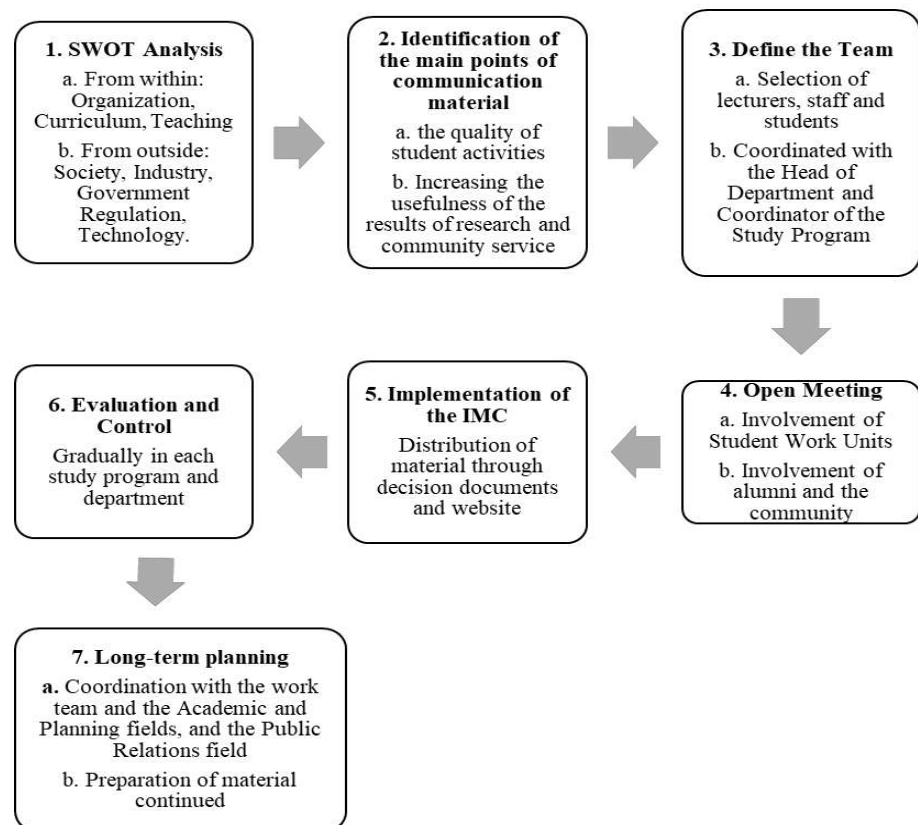 1. SWOT Analysis
a. From within:
Organization,
Curriculum, Teaching
b. From outside:
Society, Industry,
Government
Regulation,
Technology.
2. Identification of
the main points of
communication
material
a. the quality of
student activities
b. Increasing the
usefulness of the
results of research and
community service
3. Define the Team
a. Selection of
lecturers, staff and
students
b. Coordinated with
the Head of
Department and
Coordinator of the
Study Program
4. Open Meeting
a. Involvement of
Student Work Units
b. Involvement of
alumni and the
community
5. Implementation of
the IMC
Distribution of
material through
decision documents
and website
6. Evaluation and
Control
Gradually in each
study program and
department
7. Long-term planning
a. Coordination with the work
team and the Academic and
Planning fields, and the Public
Relations field
b. Preparation of material
continued